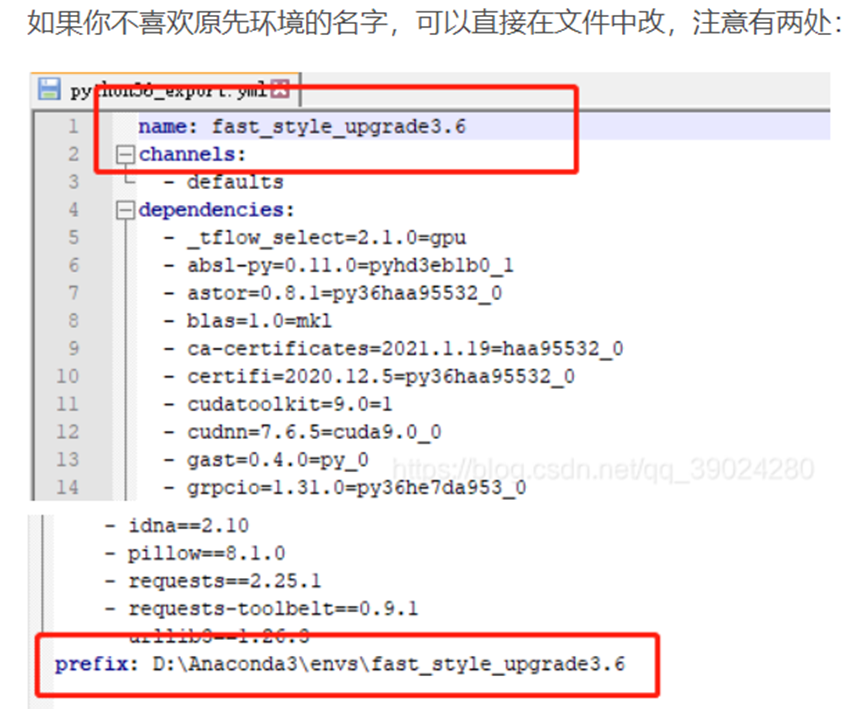 如果你不喜欢原先环境的名字，可以直接在文件中改，注意有两处：
python36_export.yml
1 name: fast_style_upgrade3.6
2 channels:
3 - defaults
4 dependencies:
5 - _tflow_select=2.1.0=gpu
6 - absl-py=0.11.0=pyhd3eb1b0_1
7 - astor=0.8.1=py36haa95532_0
8 - blas=1.0=mkl
9 - ca-certificates=2021.1.19=haa95532_0
10 - certifi=2020.12.5=py36haa95532_0
11 - cudatoolkit=9.0=1
12 - cudnn=7.6.5=cuda9.0_0
13 - gast=0.4.0=py_0
https://blog.csdn.net/qq_39024280
14 - grpcio=1.31.0=py36he7da953_0
- idna==2.10
- pillow==8.1.0
- requests==2.25.1
- requests-toolbelt==0.9.1
- urllib3==1.26.3
prefix: D:\Anaconda3\envs\fast_style_upgrade3.6